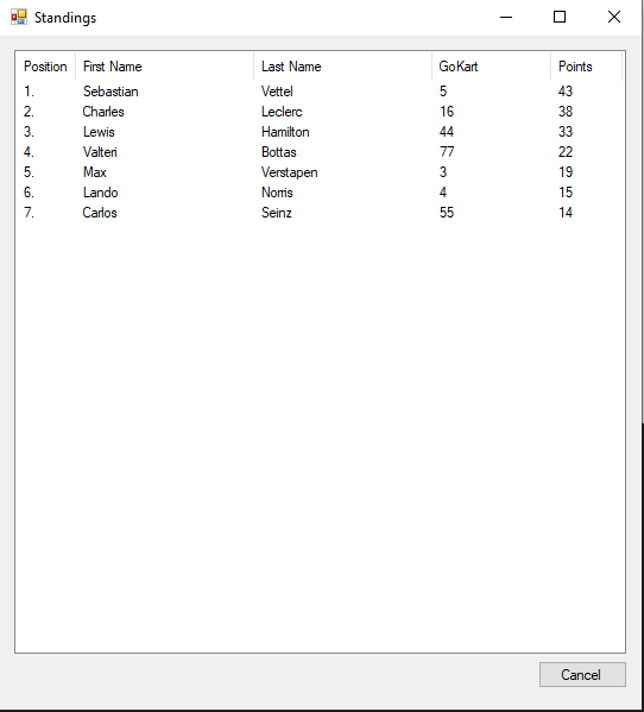 Standings
Position First Name Last Name GoKart Points
1. Sebastian Vettel 5 43
2. Charles Leclerc 16 38
3. Lewis Hamilton 44 33
4. Valteri Bottas 77 22
5. Max Verstapen 3 19
6. Lando Norris 4 15
7. Carlos Seinz 55 14
Cancel